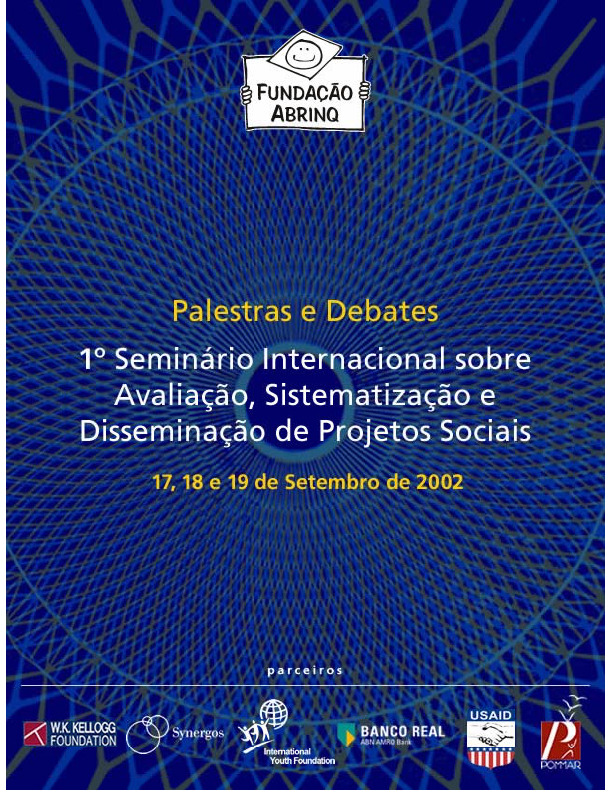 FUNDAÇÃO
ABRINQ
Palestras e Debates
1º Seminário Internacional sobre
Avaliação, Sistematização e
Disseminação de Projetos Sociais
17, 18 e 19 de Setembro de 2002
parceiros
W.K. KELLOGG
FOUNDATION
Synergos
International
Youth Foundation
BANCO REAL
ABN AMRO Bank
USAID
P
POMMAR